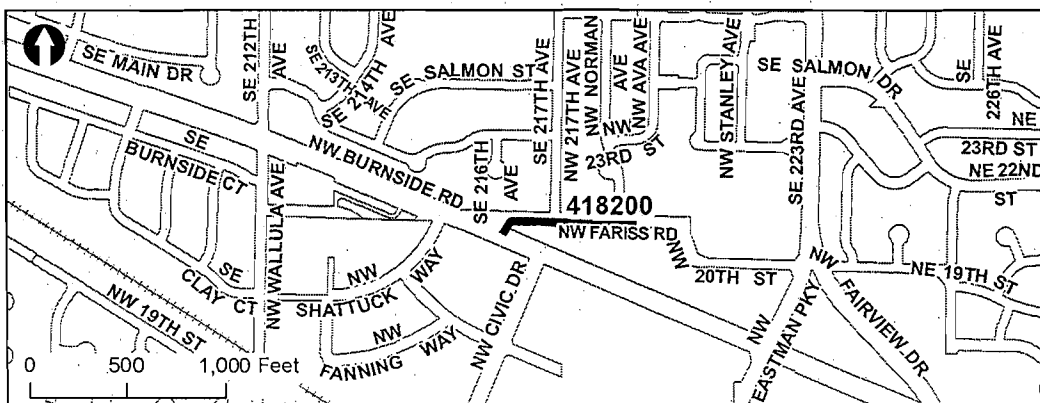 SE MAIN DR
SE 212TH AVE
SE 213TH AVE
SE 214TH AVE
SE SALMON ST
SE 217TH AVE
NW 217TH AVE
NW NORMAN AVE
NW AVA AVE
NW STANLEY AVE
SE 223RD AVE
SE SALMON DR
SE 226TH AVE
NE 23RD ST
NE 22ND ST
NW 23RD ST
SE BURNSIDE CT
NW BURNSIDE RD
SE 216TH AVE
418200
NW FARISS RD
NW 20TH ST
NW FAIRVIEW DR
NE 19TH ST
NW EASTMAN PKY
NW CIVIC DR
NW SHATTUCK WAY
NW FANNING WAY
NW WALLULA AVE
SE CLAY CT
NW 19TH ST
0 500 1,000 Feet